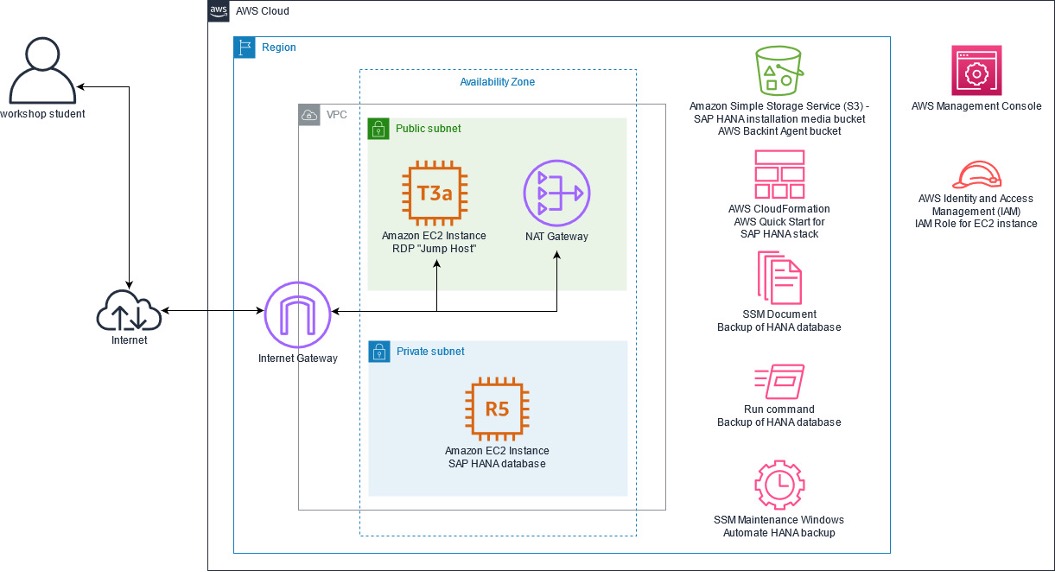 aws
AWS Cloud
Region
Availability Zone
VPC
Public subnet
T3a
Amazon EC2 Instance
RDP "Jump Host"
NAT Gateway
workshop student
Internet
Internet Gateway
Private subnet
R5
Amazon EC2 Instance
SAP HANA database
Amazon Simple Storage Service (S3) -
SAP HANA installation media bucket
AWS Backint Agent bucket
AWS CloudFormation
AWS Quick Start for
SAP HANA stack
SSM Document
Backup of HANA database
Run command
Backup of HANA database
SSM Maintenance Windows
Automate HANA backup
AWS Management Console
AWS Identity and Access
Management (IAM)
IAM Role for EC2 instance